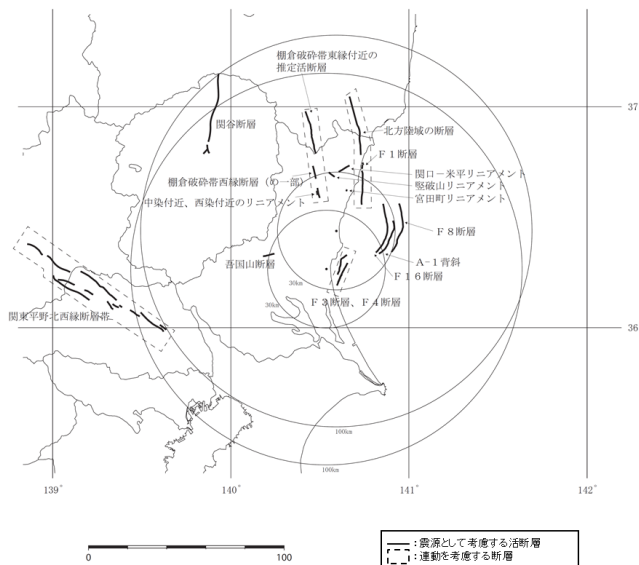 棚倉破砕帯東縁付近の
推定活断層
37
関谷断層
北方陸域の断層
Ｆ１断層
関口－米平リニアメント
棚倉破砕帯西縁断層（の一部）
竪破山リニアメント
中染付近、西染付近のリニアメント
宮田町リニアメント
Ｆ８断層
吾国山断層
A-1背斜
Ｆ１６断層
30km
30km
Ｆ３断層、Ｆ４断層
関東平野北西縁断層帯
36
100km
100km
139°
140°
141°
142°
0
100
：震源として考慮する活断層
：連動を考慮する断層